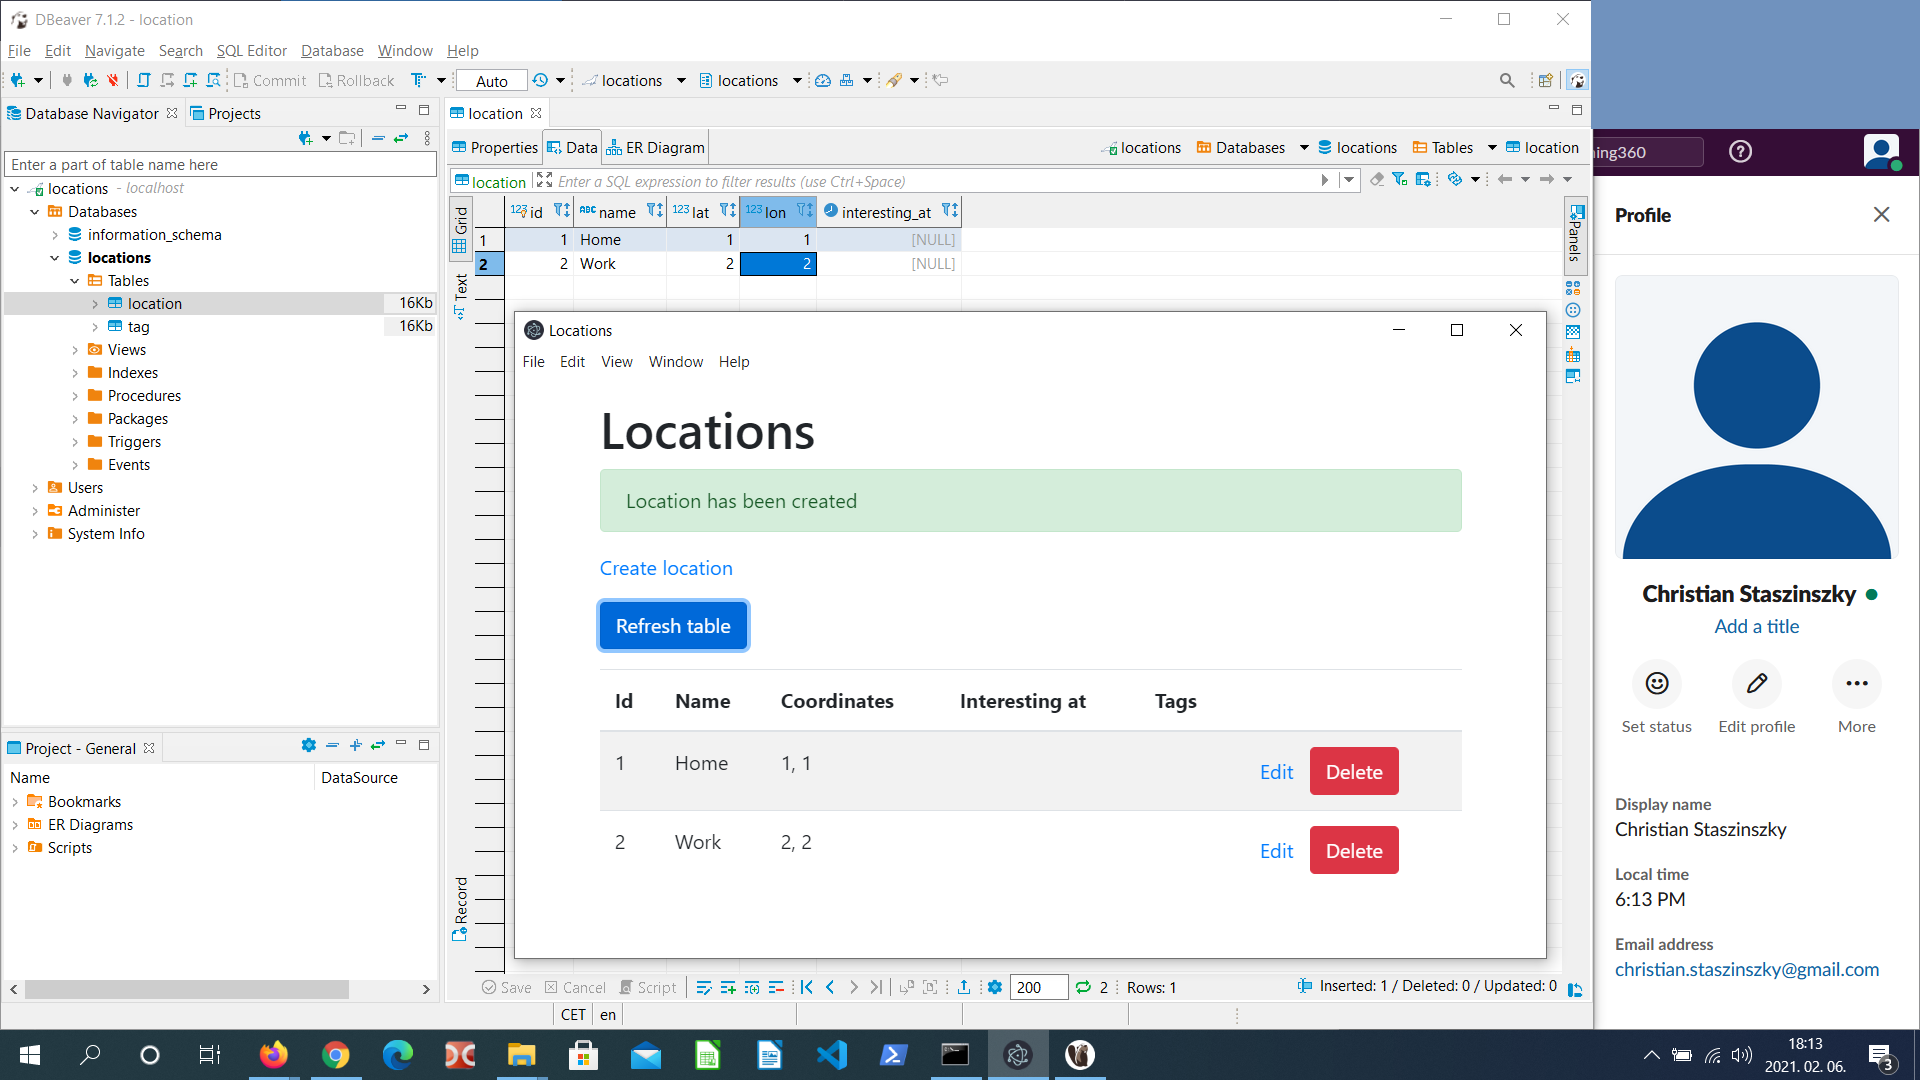 DBeaver 7.1.2 - location
File Edit Navigate Search SQL Editor Database Window Help
Commit Rollback Auto locations locations
Database Navigator Projects
Enter a part of table name here
locations - localhost
Databases
information_schema
locations
Tables
location 16Kb
tag 16Kb
Views
Indexes
Procedures
Packages
Triggers
Events
Users
Administer
System Info
Project - General
Name DataSource
Bookmarks
ER Diagrams
Scripts
location
Properties Data ER Diagram locations Databases locations Tables location
location Enter a SQL expression to filter results (use Ctrl+Space)
Grid
Text
Record
Panels
123 id ABC name 123 lat 123 lon interesting_at
1 1 Home 1 1 [NULL]
2 2 Work 2 2 [NULL]
Locations
File Edit View Window Help
Locations
Location has been created
Create location
Refresh table
Id Name Coordinates Interesting at Tags
1 Home 1, 1 Edit Delete
2 Work 2, 2 Edit Delete
Save Cancel Script 200 2 Rows: 1 Inserted: 1 / Deleted: 0 / Updated: 0
CET en
ning360
Profile
Christian Staszinszky
Add a title
Set status Edit profile More
Display name
Christian Staszinszky
Local time
6:13 PM
Email address
christian.staszinszky@gmail.com
18:13
2021. 02. 06.
3